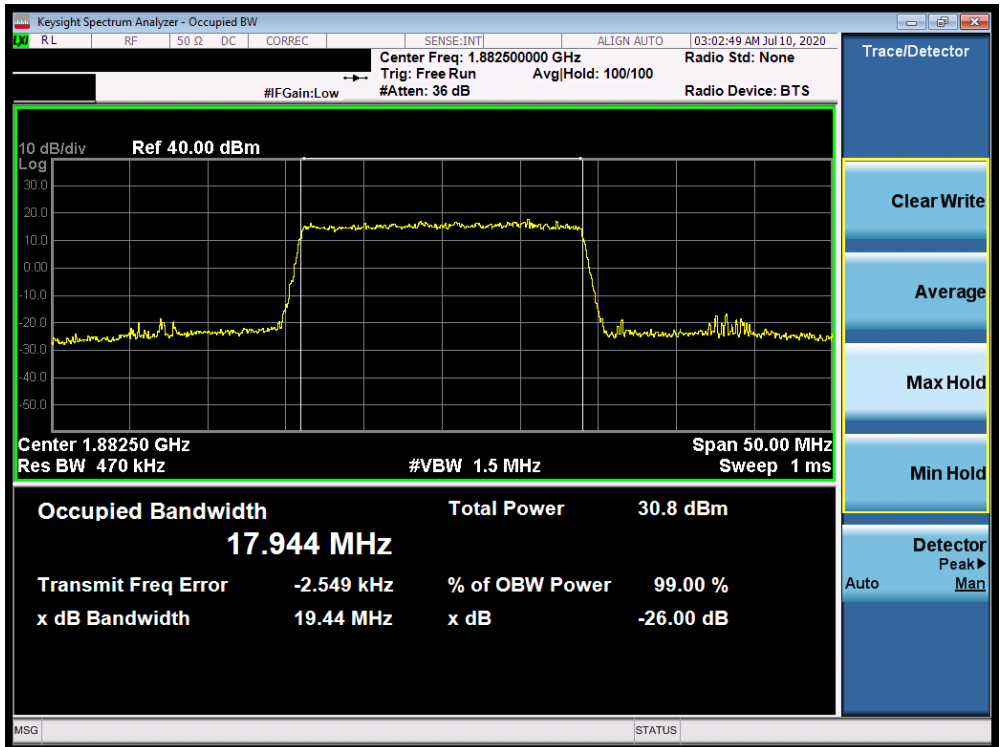 Keysight Spectrum Analyzer - Occupied BW
LXI RL RF 50 Ω DC CORREC SENSE:INT ALIGN AUTO 03:02:49 AM Jul 10, 2020
Center Freq: 1.882500000 GHz Radio Std: None
Trig: Free Run Avg|Hold: 100/100
#IFGain:Low #Atten: 36 dB Radio Device: BTS
10 dB/div Ref 40.00 dBm
Log
30.0
20.0
10.0
0.00
-10.0
-20.0
-30.0
-40.0
-50.0
Center 1.88250 GHz Span 50.00 MHz
Res BW 470 kHz #VBW 1.5 MHz Sweep 1 ms
Occupied Bandwidth Total Power 30.8 dBm
17.944 MHz
Transmit Freq Error -2.549 kHz % of OBW Power 99.00 %
x dB Bandwidth 19.44 MHz x dB -26.00 dB
Trace/Detector
Clear Write
Average
Max Hold
Min Hold
Detector
Peak▶
Auto Man
MSG STATUS